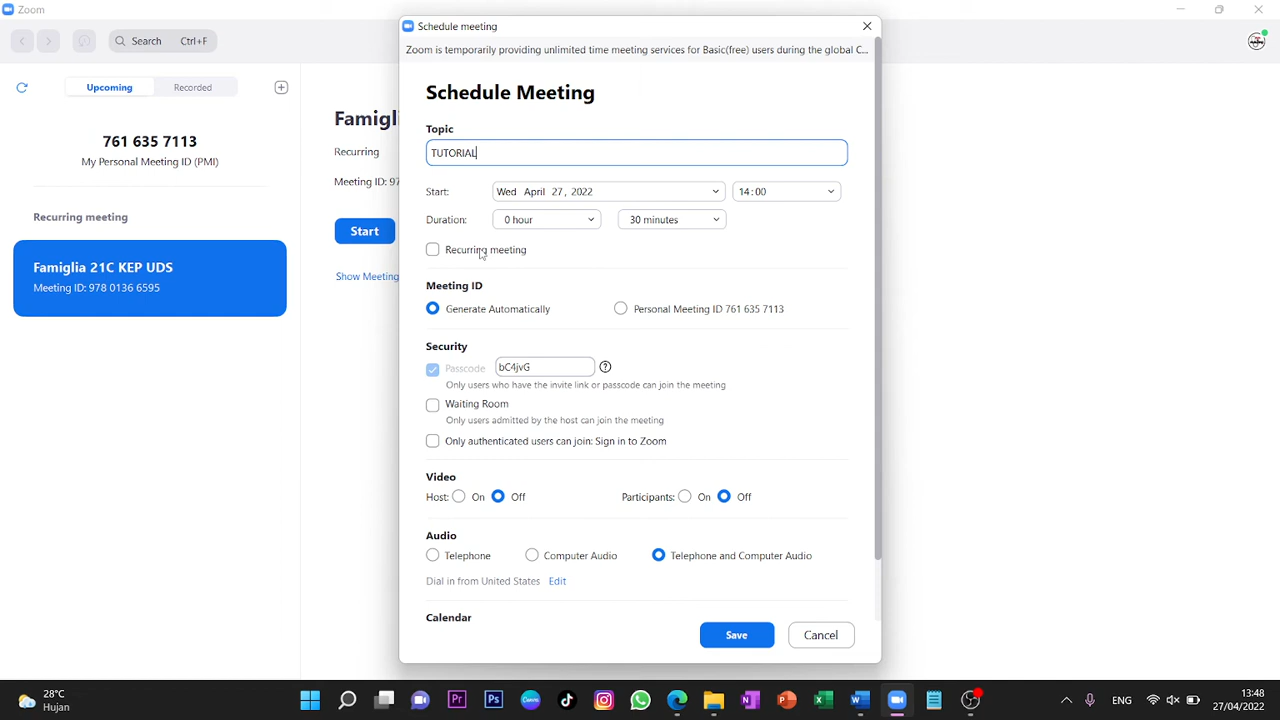 Zoom
Search Ctrl+F
Upcoming Recorded
761 635 7113
My Personal Meeting ID (PMI)
Recurring meeting
Famiglia 21C KEP UDS
Meeting ID: 978 0136 6595
Famigl
Recurring
Meeting ID: 97
Start
Show Meeting
Schedule meeting
Zoom is temporarily providing unlimited time meeting services for Basic(free) users during the global C...
Schedule Meeting
Topic
TUTORIAL
Start: Wed April 27, 2022 14:00
Duration: 0 hour 30 minutes
Recurring meeting
Meeting ID
Generate Automatically Personal Meeting ID 761 635 7113
Security
Passcode bC4jvG
Only users who have the invite link or passcode can join the meeting
Waiting Room
Only users admitted by the host can join the meeting
Only authenticated users can join: Sign in to Zoom
Video
Host: On Off Participants: On Off
Audio
Telephone Computer Audio Telephone and Computer Audio
Dial in from United States Edit
Calendar
Save Cancel
28°C
Hujan
ENG
13:48
27/04/2022